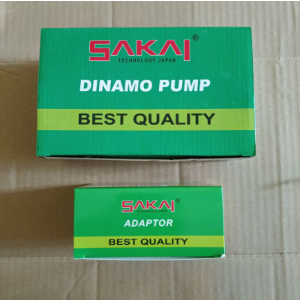 SAKAI®
TECHNOLOGY JAPAN
DINAMO PUMP
BEST QUALITY
SAKAI
ADAPTOR
BEST QUALITY